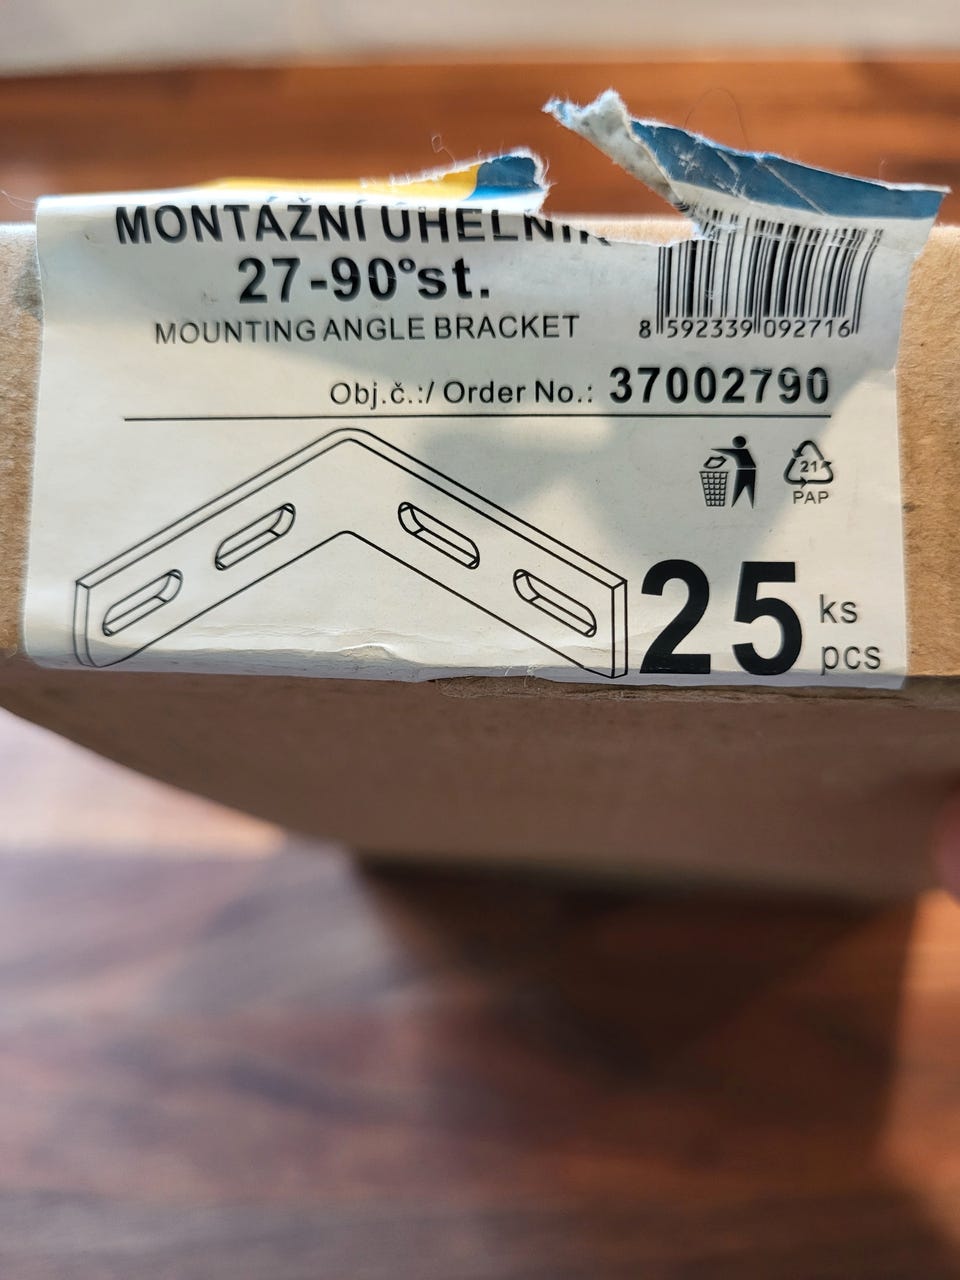 MONTÁŽNÍ ÚHELNÍK
27-90°st.
MOUNTING ANGLE BRACKET
8 592339 092716
Obj.č.:/ Order No.: 37002790
21
PAP
25 ks
pcs